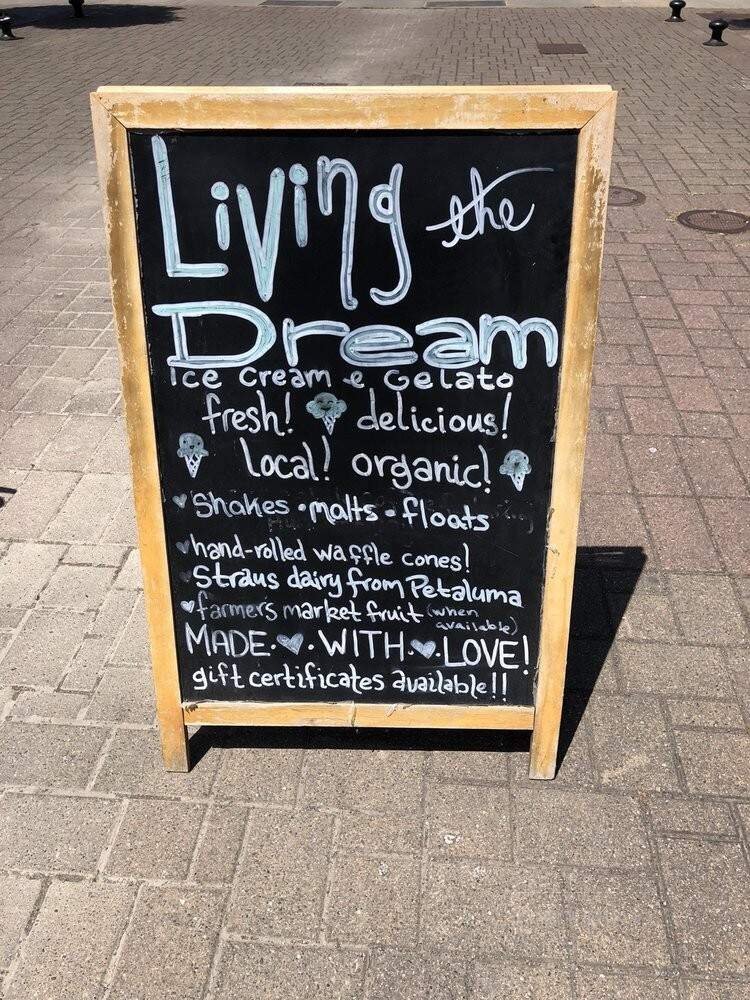 Living the
Dream
Ice Cream e Gelato
fresh! delicious!
local! organic!
Shakes • malts • floats
hand-rolled waffle cones!
Straus dairy from Petaluma
farmer's market fruit (when available)
MADE • WITH • LOVE!
gift certificates available!!